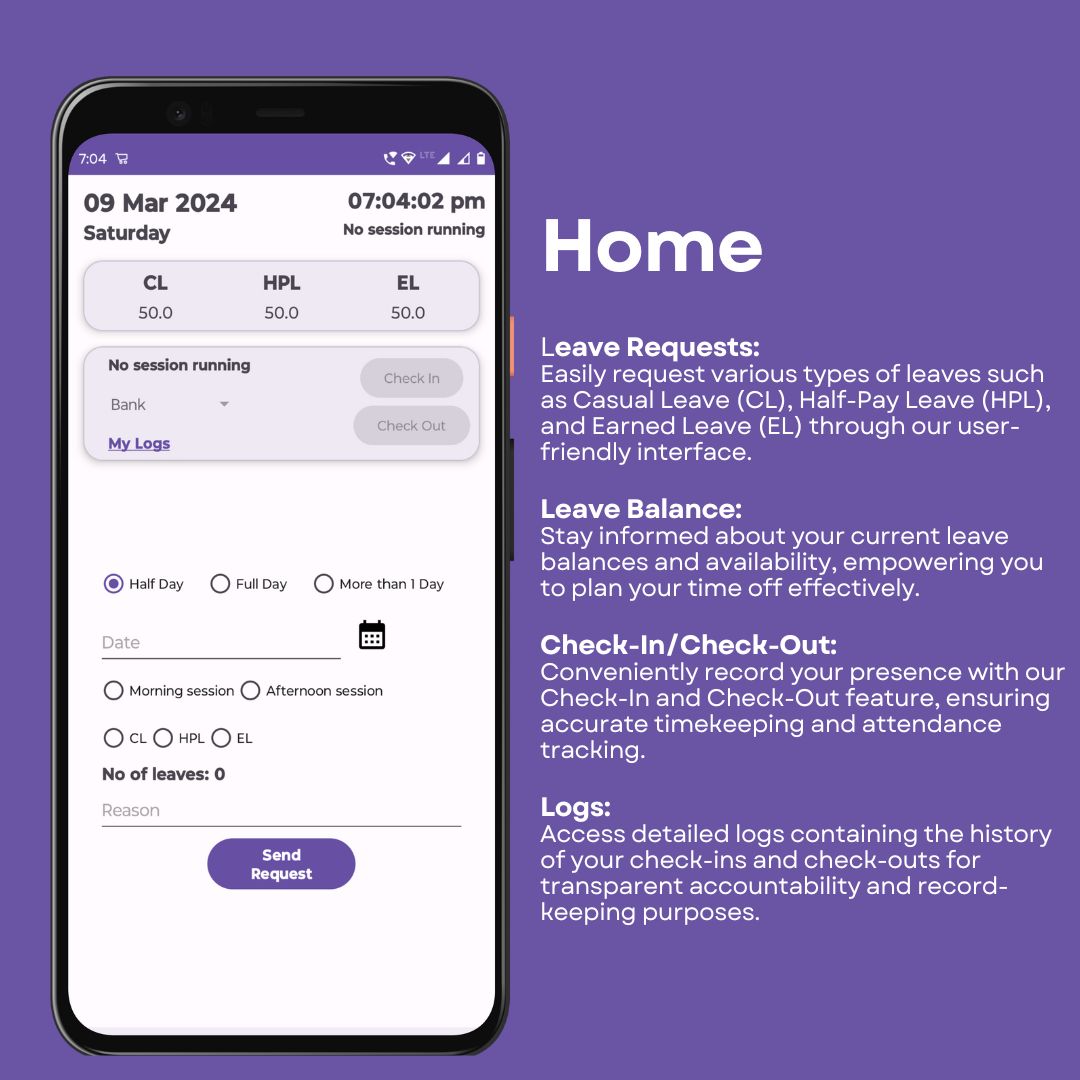 7:04
LTE
09 Mar 2024
07:04:02 pm
Saturday
No session running
CL HPL EL
50.0 50.0 50.0
No session running
Check In
Bank
Check Out
My Logs
Half Day Full Day More than 1 Day
Date
Morning session Afternoon session
CL HPL EL
No of leaves: 0
Reason
Send
Request
Home
Leave Requests:
Easily request various types of leaves such
as Casual Leave (CL), Half-Pay Leave (HPL),
and Earned Leave (EL) through our user-
friendly interface.
Leave Balance:
Stay informed about your current leave
balances and availability, empowering you
to plan your time off effectively.
Check-In/Check-Out:
Conveniently record your presence with our
Check-In and Check-Out feature, ensuring
accurate timekeeping and attendance
tracking.
Logs:
Access detailed logs containing the history
of your check-ins and check-outs for
transparent accountability and record-
keeping purposes.